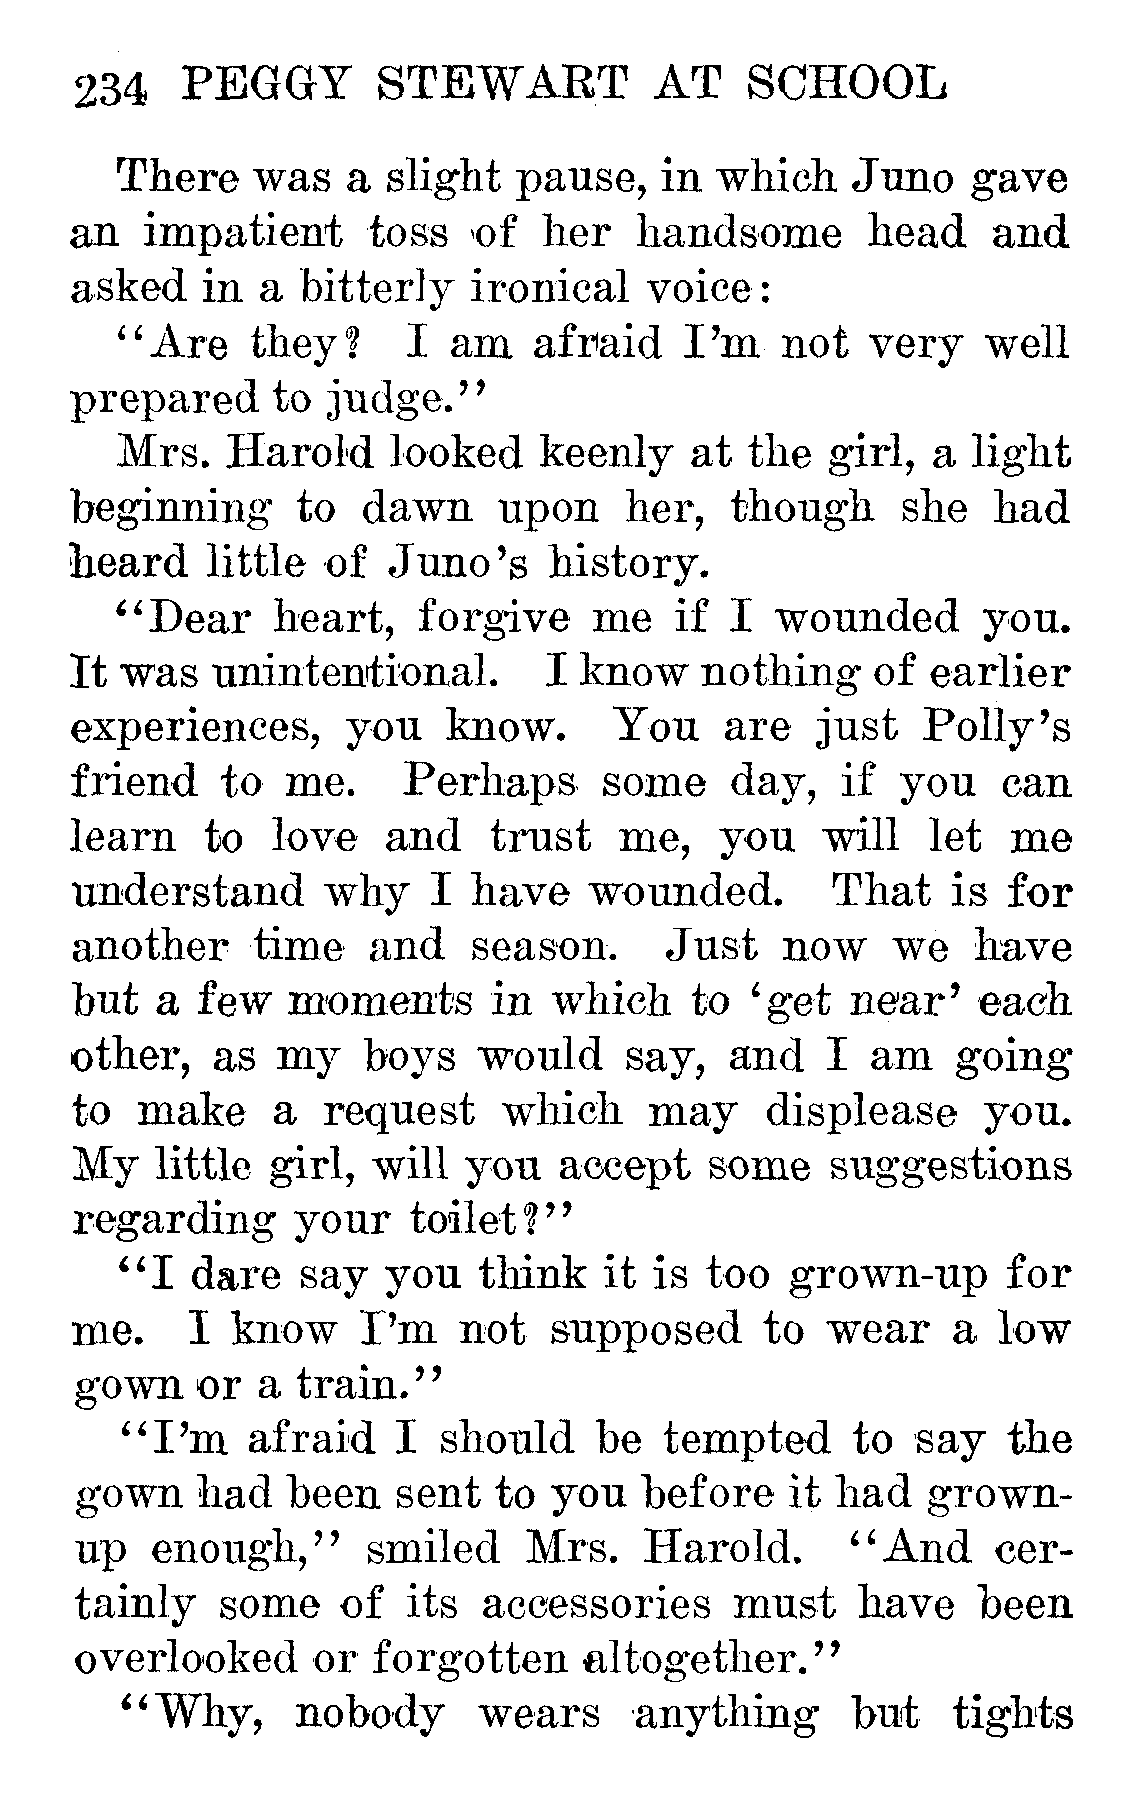 234 PEGGY STEWART AT SCHOOL
There was a slight pause, in which Juno gave
an impatient toss of her handsome head and
asked in a bitterly ironical voice:
“Are they? I am afraid I’m not very well
prepared to judge.”
Mrs. Harold looked keenly at the girl, a light
beginning to dawn upon her, though she had
heard little of Juno’s history.
“Dear heart, forgive me if I wounded you.
It was unintentional. I know nothing of earlier
experiences, you know. You are just Polly’s
friend to me. Perhaps some day, if you can
learn to love and trust me, you will let me
understand why I have wounded. That is for
another time and season. Just now we have
but a few moments in which to ‘get near’ each
other, as my boys would say, and I am going
to make a request which may displease you.
My little girl, will you accept some suggestions
regarding your toilet?”
“I dare say you think it is too grown-up for
me. I know I’m not supposed to wear a low
gown or a train.”
“I’m afraid I should be tempted to say the
gown had been sent to you before it had grown-
up enough,” smiled Mrs. Harold. “And cer-
tainly some of its accessories must have been
overlooked or forgotten altogether.”
“Why, nobody wears anything but tights